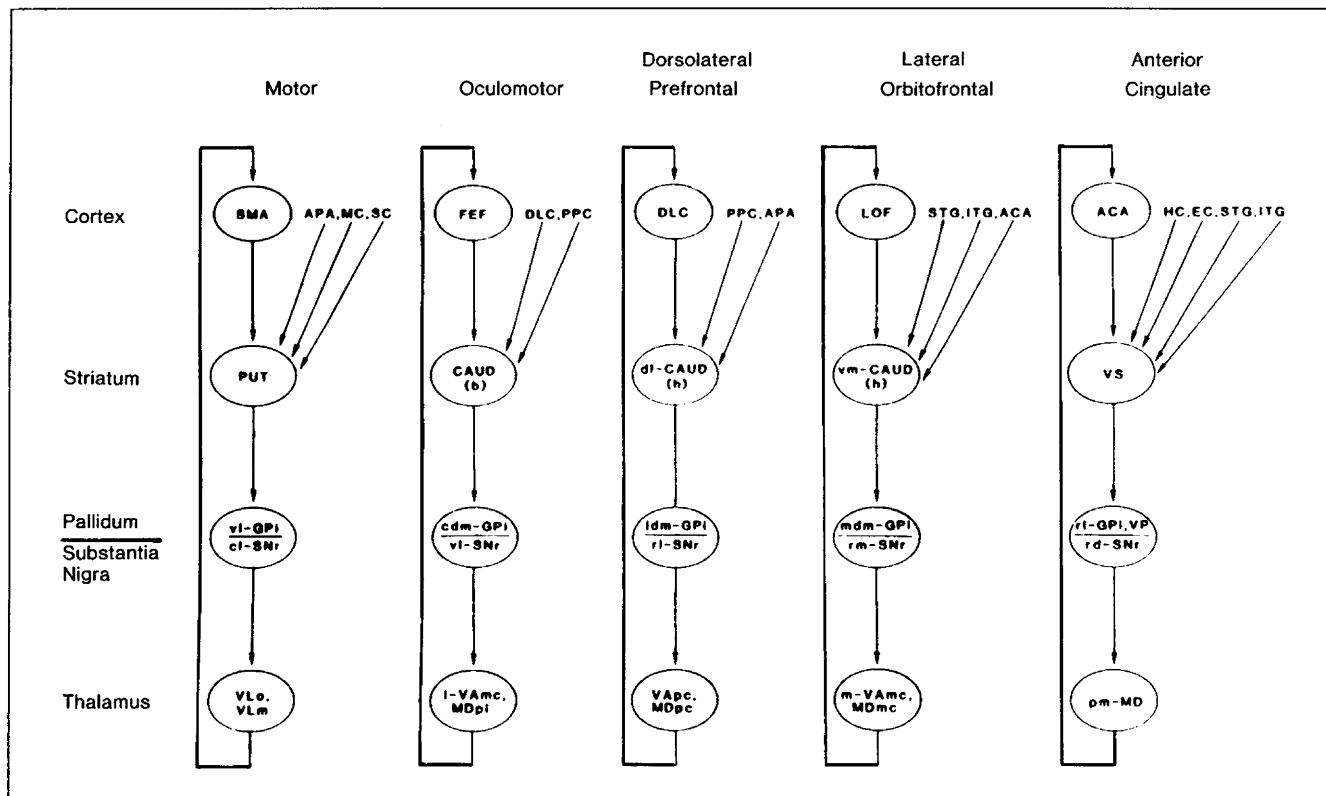 Motor
Oculomotor
Dorsolateral
Prefrontal
Lateral
Orbitofrontal
Anterior
Cingulate
Cortex
SMA
APA,MC,SC
FEF
DLC,PPC
DLC
PPC,APA
LOF
STG,ITG,ACA
ACA
HC,EC,STG,ITG
Striatum
PUT
CAUD
(b)
dl-CAUD
(h)
vm-CAUD
(h)
VS
Pallidum
Substantia
Nigra
vl-GPi
cl-SNr
cdm-GPi
vl-SNr
ldm-GPi
rl-SNr
mdm-GPi
rm-SNr
rl-GPi,VP
rd-SNr
Thalamus
VLo,
VLm
l-VAmc,
MDpl
VApc,
MDpc
m-VAmc,
MDmc
pm-MD